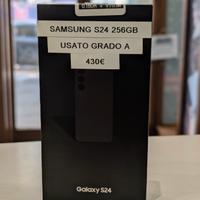 SAMSUNG S24 256GB
USATO GRADO A
430€
Galaxy S24